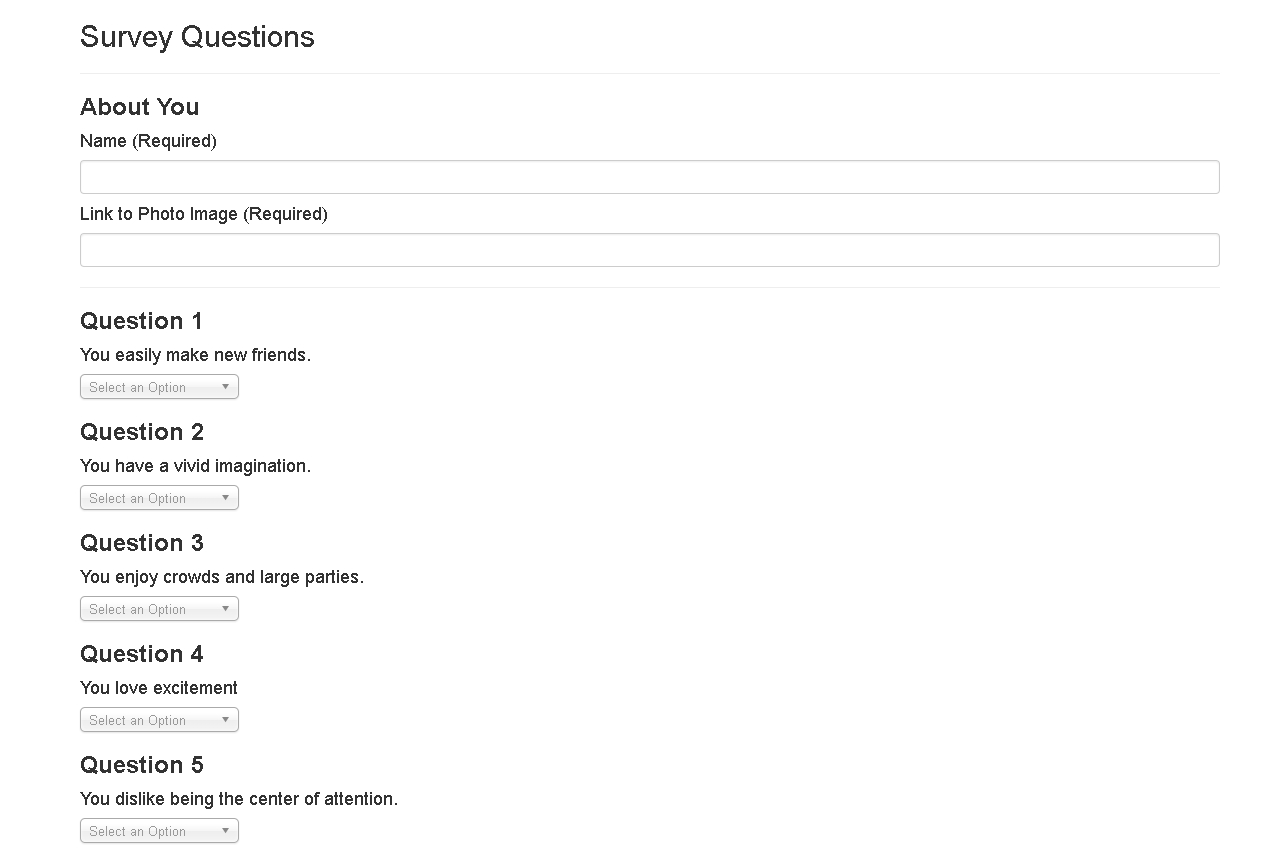 Survey Questions
About You
Name (Required)
Link to Photo Image (Required)
Question 1
You easily make new friends.
Select an Option
Question 2
You have a vivid imagination.
Select an Option
Question 3
You enjoy crowds and large parties.
Select an Option
Question 4
You love excitement
Select an Option
Question 5
You dislike being the center of attention.
Select an Option